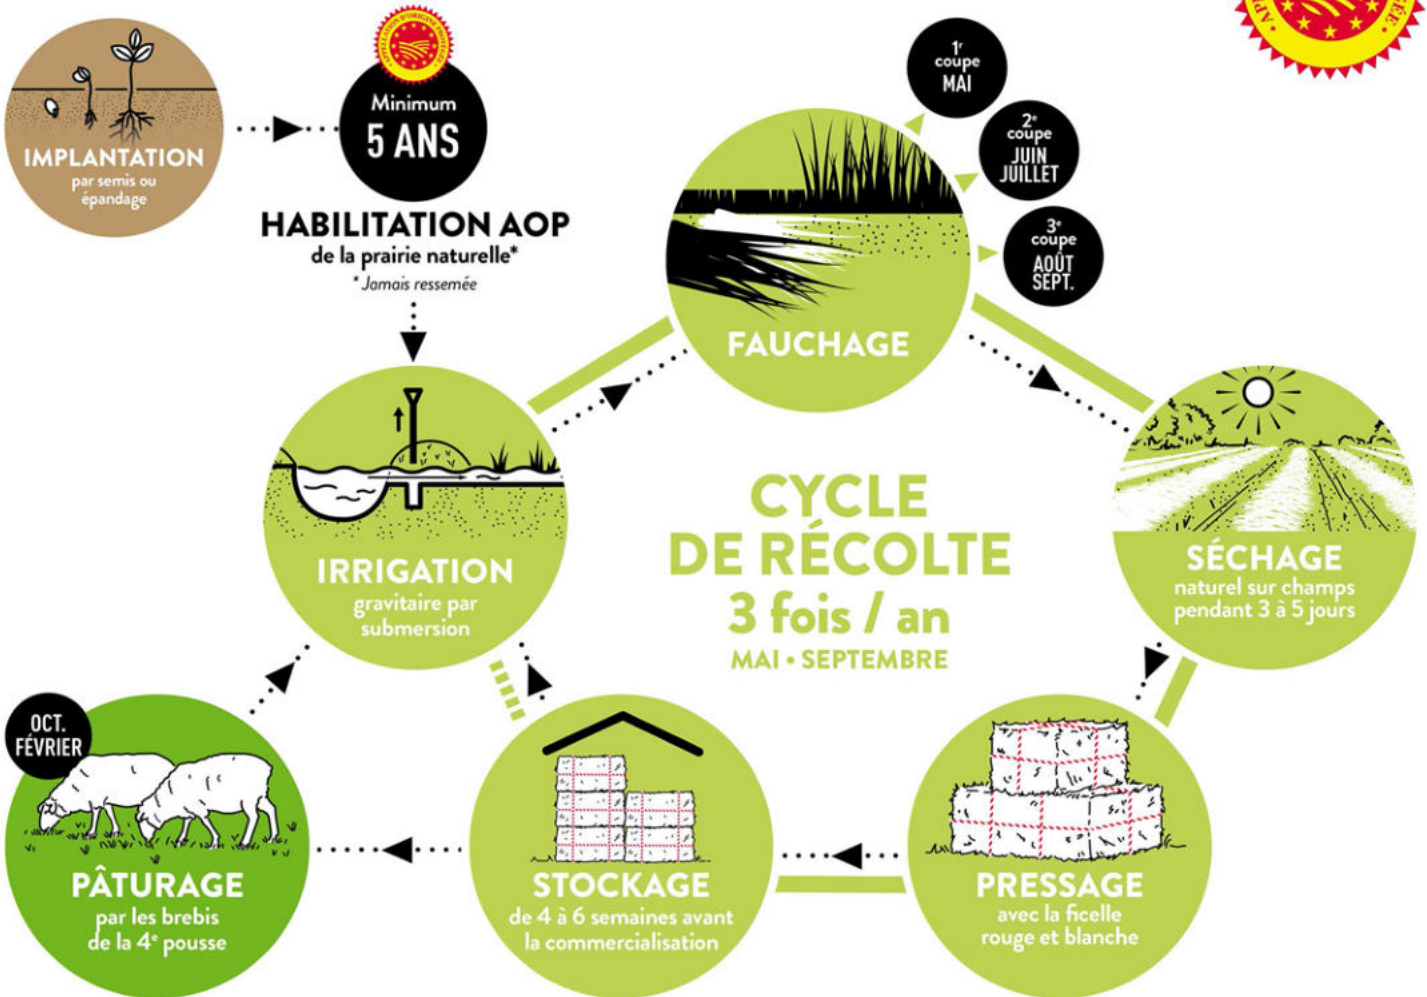 IMPLANTATION
par semis ou
épandage
APPELLATION D'ORIGINE PROTÉGÉE
Minimum
5 ANS
HABILITATION AOP
de la prairie naturelle*
* Jamais ressemée
1r
coupe
MAI
2e
coupe
JUIN
JUILLET
3e
coupe
AOÛT
SEPT.
FAUCHAGE
IRRIGATION
gravitaire par
submersion
CYCLE
DE RÉCOLTE
3 fois / an
MAI • SEPTEMBRE
SÉCHAGE
naturel sur champs
pendant 3 à 5 jours
OCT.
FÉVRIER
PÂTURAGE
par les brebis
de la 4e pousse
STOCKAGE
de 4 à 6 semaines avant
la commercialisation
PRESSAGE
avec la ficelle
rouge et blanche